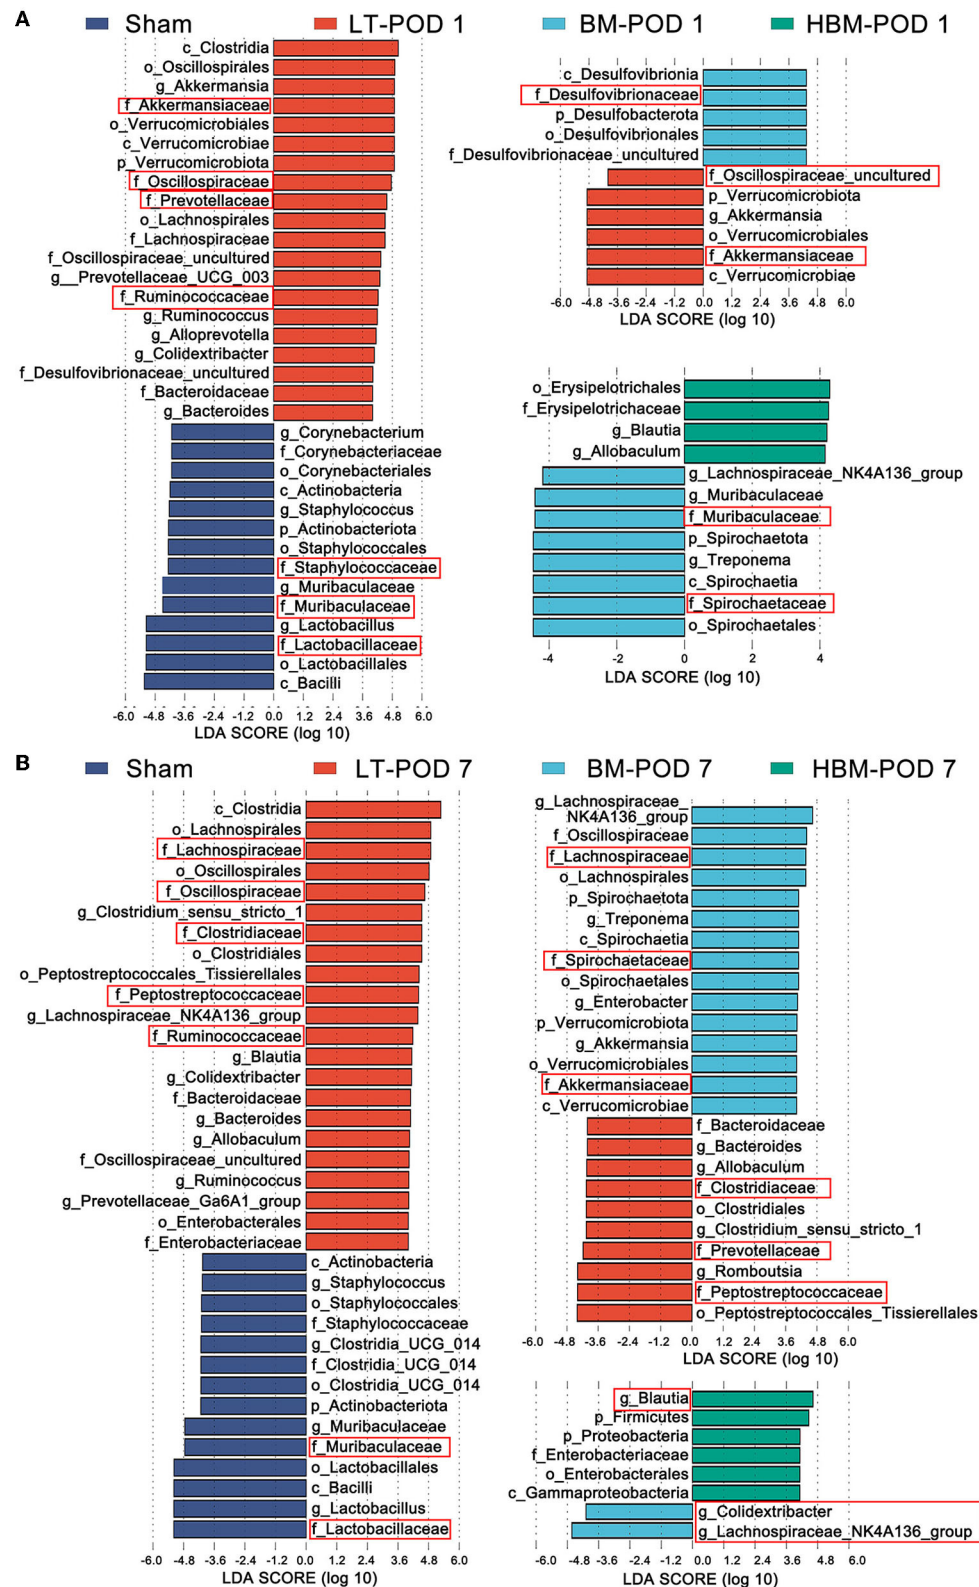 A
Sham
LT-POD 1
BM-POD 1
HBM-POD 1
c_Clostridia
o_Oscillospirales
g_Akkermansia
f_Akkermansiaceae
o_Verrucomicrobiales
c_Verrucomicrobiae
p_Verrucomicrobiota
f_Oscillospiraceae
f_Prevotellaceae
o_Lachnospirales
f_Lachnospiraceae
f_Oscillospiraceae_uncultured
g__Prevotellaceae_UCG_003
f_Ruminococcaceae
g_Ruminococcus
g_Alloprevotella
g_Colidextribacter
f_Desulfovibrionaceae_uncultured
f_Bacteroidaceae
g_Bacteroides
g_Corynebacterium
f_Corynebacteriaceae
o_Corynebacteriales
c_Actinobacteria
g_Staphylococcus
p_Actinobacteriota
o_Staphylococcales
f_Staphylococcaceae
g_Muribaculaceae
f_Muribaculaceae
g_Lactobacillus
f_Lactobacillaceae
o_Lactobacillales
c_Bacilli
-6.0 -4.8 -3.6 -2.4 -1.2 0.0 1.2 2.4 3.6 4.8 6.0
LDA SCORE (log 10)
c_Desulfovibrionia
f_Desulfovibrionaceae
p_Desulfobacterota
o_Desulfovibrionales
f_Desulfovibrionaceae_uncultured
f_Oscillospiraceae_uncultured
p_Verrucomicrobiota
g_Akkermansia
o_Verrucomicrobiales
f_Akkermansiaceae
c_Verrucomicrobiae
-6.0 -4.8 -3.6 -2.4 -1.2 0.0 1.2 2.4 3.6 4.8 6.0
LDA SCORE (log 10)
o_Erysipelotrichales
f_Erysipelotrichaceae
g_Blautia
g_Allobaculum
g_Lachnospiraceae_NK4A136_group
g_Muribaculaceae
f_Muribaculaceae
p_Spirochaetota
g_Treponema
c_Spirochaetia
f_Spirochaetaceae
o_Spirochaetales
-4 -2 0 2 4
LDA SCORE (log 10)
B
Sham
LT-POD 7
BM-POD 7
HBM-POD 7
c_Clostridia
o_Lachnospirales
f_Lachnospiraceae
o_Oscillospirales
f_Oscillospiraceae
g_Clostridium_sensu_stricto_1
f_Clostridiaceae
o_Clostridiales
o_Peptostreptococcales_Tissierellales
f_Peptostreptococcaceae
g_Lachnospiraceae_NK4A136_group
f_Ruminococcaceae
g_Blautia
g_Colidextribacter
f_Bacteroidaceae
g_Bacteroides
g_Allobaculum
f_Oscillospiraceae_uncultured
g_Ruminococcus
g_Prevotellaceae_Ga6A1_group
o_Enterobacterales
f_Enterobacteriaceae
c_Actinobacteria
g_Staphylococcus
o_Staphylococcales
f_Staphylococcaceae
g_Clostridia_UCG_014
f_Clostridia_UCG_014
o_Clostridia_UCG_014
p_Actinobacteriota
g_Muribaculaceae
f_Muribaculaceae
o_Lactobacillales
c_Bacilli
g_Lactobacillus
f_Lactobacillaceae
-6.0 -4.8 -3.6 -2.4 -1.2 0.0 1.2 2.4 3.6 4.8 6.0
LDA SCORE (log 10)
g_Lachnospiraceae_
NK4A136_group
f_Oscillospiraceae
f_Lachnospiraceae
o_Lachnospirales
p_Spirochaetota
g_Treponema
c_Spirochaetia
f_Spirochaetaceae
o_Spirochaetales
g_Enterobacter
p_Verrucomicrobiota
g_Akkermansia
o_Verrucomicrobiales
f_Akkermansiaceae
c_Verrucomicrobiae
f_Bacteroidaceae
g_Bacteroides
g_Allobaculum
f_Clostridiaceae
o_Clostridiales
g_Clostridium_sensu_stricto_1
f_Prevotellaceae
g_Romboutsia
f_Peptostreptococcaceae
o_Peptostreptococcales_Tissierellales
-6.0 -4.8 -3.6 -2.4 -1.2 0.0 1.2 2.4 3.6 4.8 6.0
LDA SCORE (log 10)
g_Blautia
p_Firmicutes
p_Proteobacteria
f_Enterobacteriaceae
o_Enterobacterales
c_Gammaproteobacteria
g_Colidextribacter
g_Lachnospiraceae_NK4A136_group
-6.0 -4.8 -3.6 -2.4 -1.2 0.0 1.2 2.4 3.6 4.8 6.0
LDA SCORE (log 10)